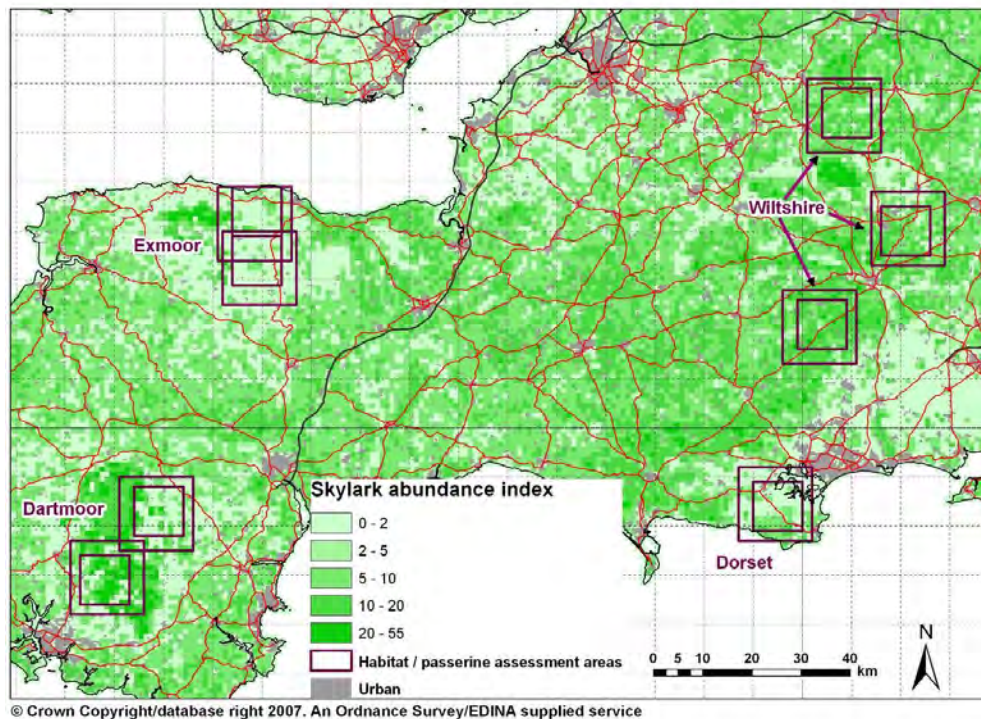 Exmoor
Wiltshire
Dartmoor
Dorset
Skylark abundance index
0 - 2
2 - 5
5 - 10
10 - 20
20 - 55
Habitat / passerine assessment areas
Urban
N
0 5 10 20 30 40
km
© Crown Copyright/database right 2007. An Ordnance Survey/EDINA supplied service